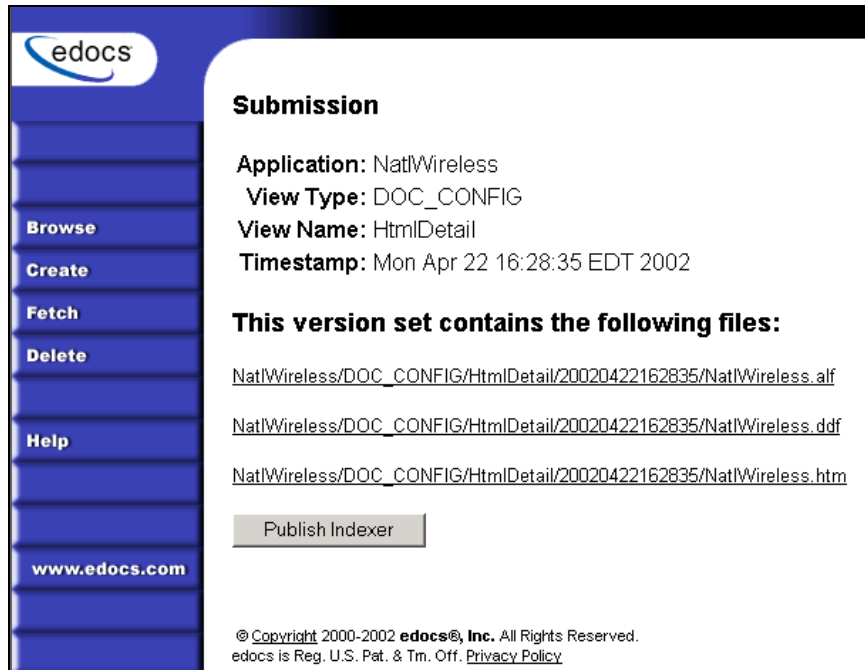 edocs
Browse
Create
Fetch
Delete
Help
www.edocs.com
Submission
Application: NatlWireless
View Type: DOC_CONFIG
View Name: HtmlDetail
Timestamp: Mon Apr 22 16:28:35 EDT 2002
This version set contains the following files:
NatlWireless/DOC_CONFIG/HtmlDetail/20020422162835/NatlWireless.alf
NatlWireless/DOC_CONFIG/HtmlDetail/20020422162835/NatlWireless.ddf
NatlWireless/DOC_CONFIG/HtmlDetail/20020422162835/NatlWireless.htm
Publish Indexer
© Copyright 2000-2002 edocs®, Inc. All Rights Reserved.
edocs is Reg. U.S. Pat. & Tm. Off. Privacy Policy